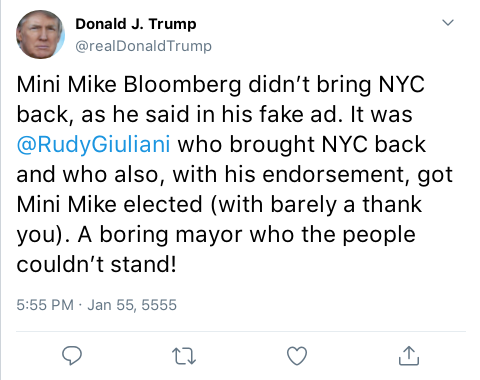 Donald J. Trump
@realDonaldTrump
Mini Mike Bloomberg didn’t bring NYC
back, as he said in his fake ad. It was
@RudyGiuliani who brought NYC back
and who also, with his endorsement, got
Mini Mike elected (with barely a thank
you). A boring mayor who the people
couldn’t stand!
5:55 PM · Jan 55, 5555